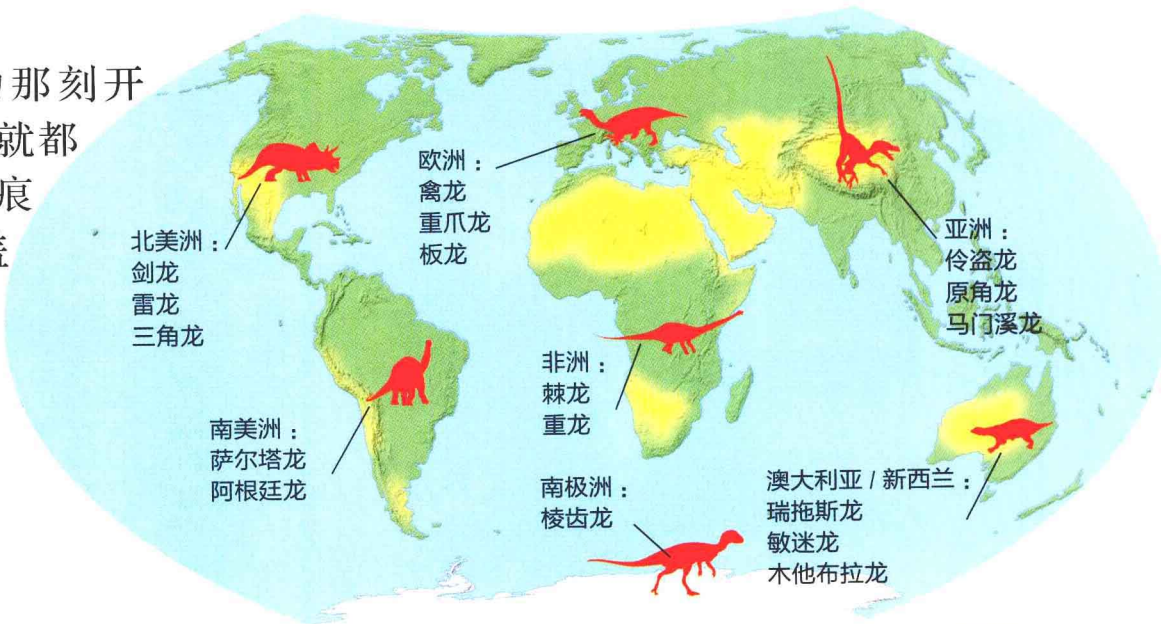 那刻开
就都
痕
北美洲：
剑龙
雷龙
三角龙
欧洲：
禽龙
重爪龙
板龙
亚洲：
伶盗龙
原角龙
马门溪龙
南美洲：
萨尔塔龙
阿根廷龙
非洲：
棘龙
重龙
南极洲：
棱齿龙
澳大利亚 / 新西兰：
瑞拖斯龙
敏迷龙
木他布拉龙